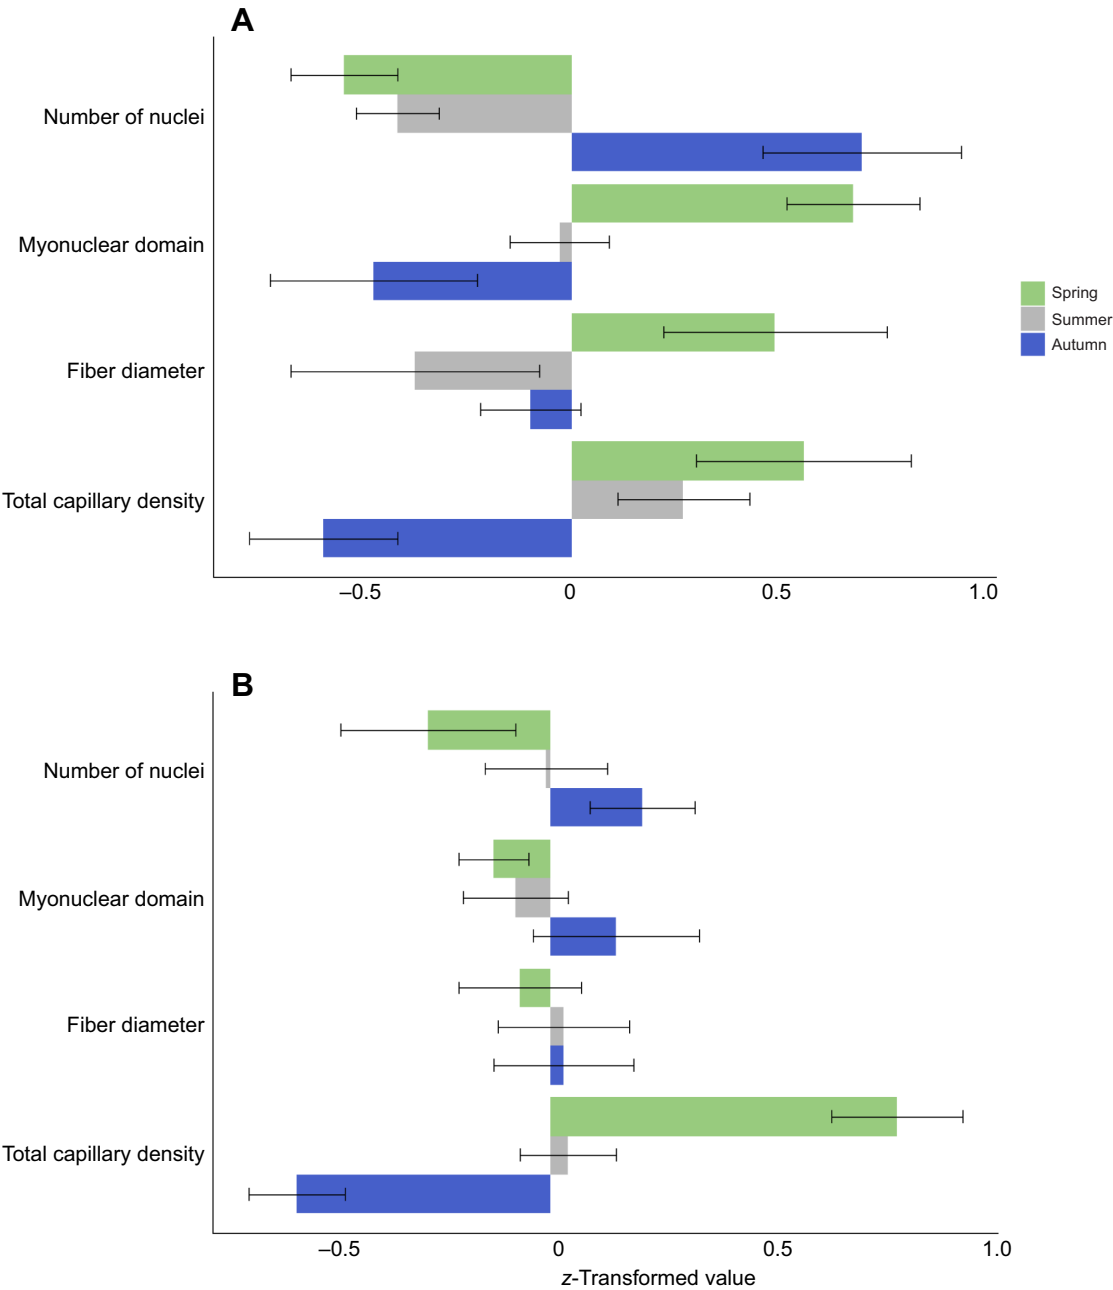 A
Number of nuclei
Myonuclear domain
Fiber diameter
Total capillary density
–0.5 0 0.5 1.0
Spring
Summer
Autumn
B
Number of nuclei
Myonuclear domain
Fiber diameter
Total capillary density
–0.5 0 0.5 1.0
z-Transformed value